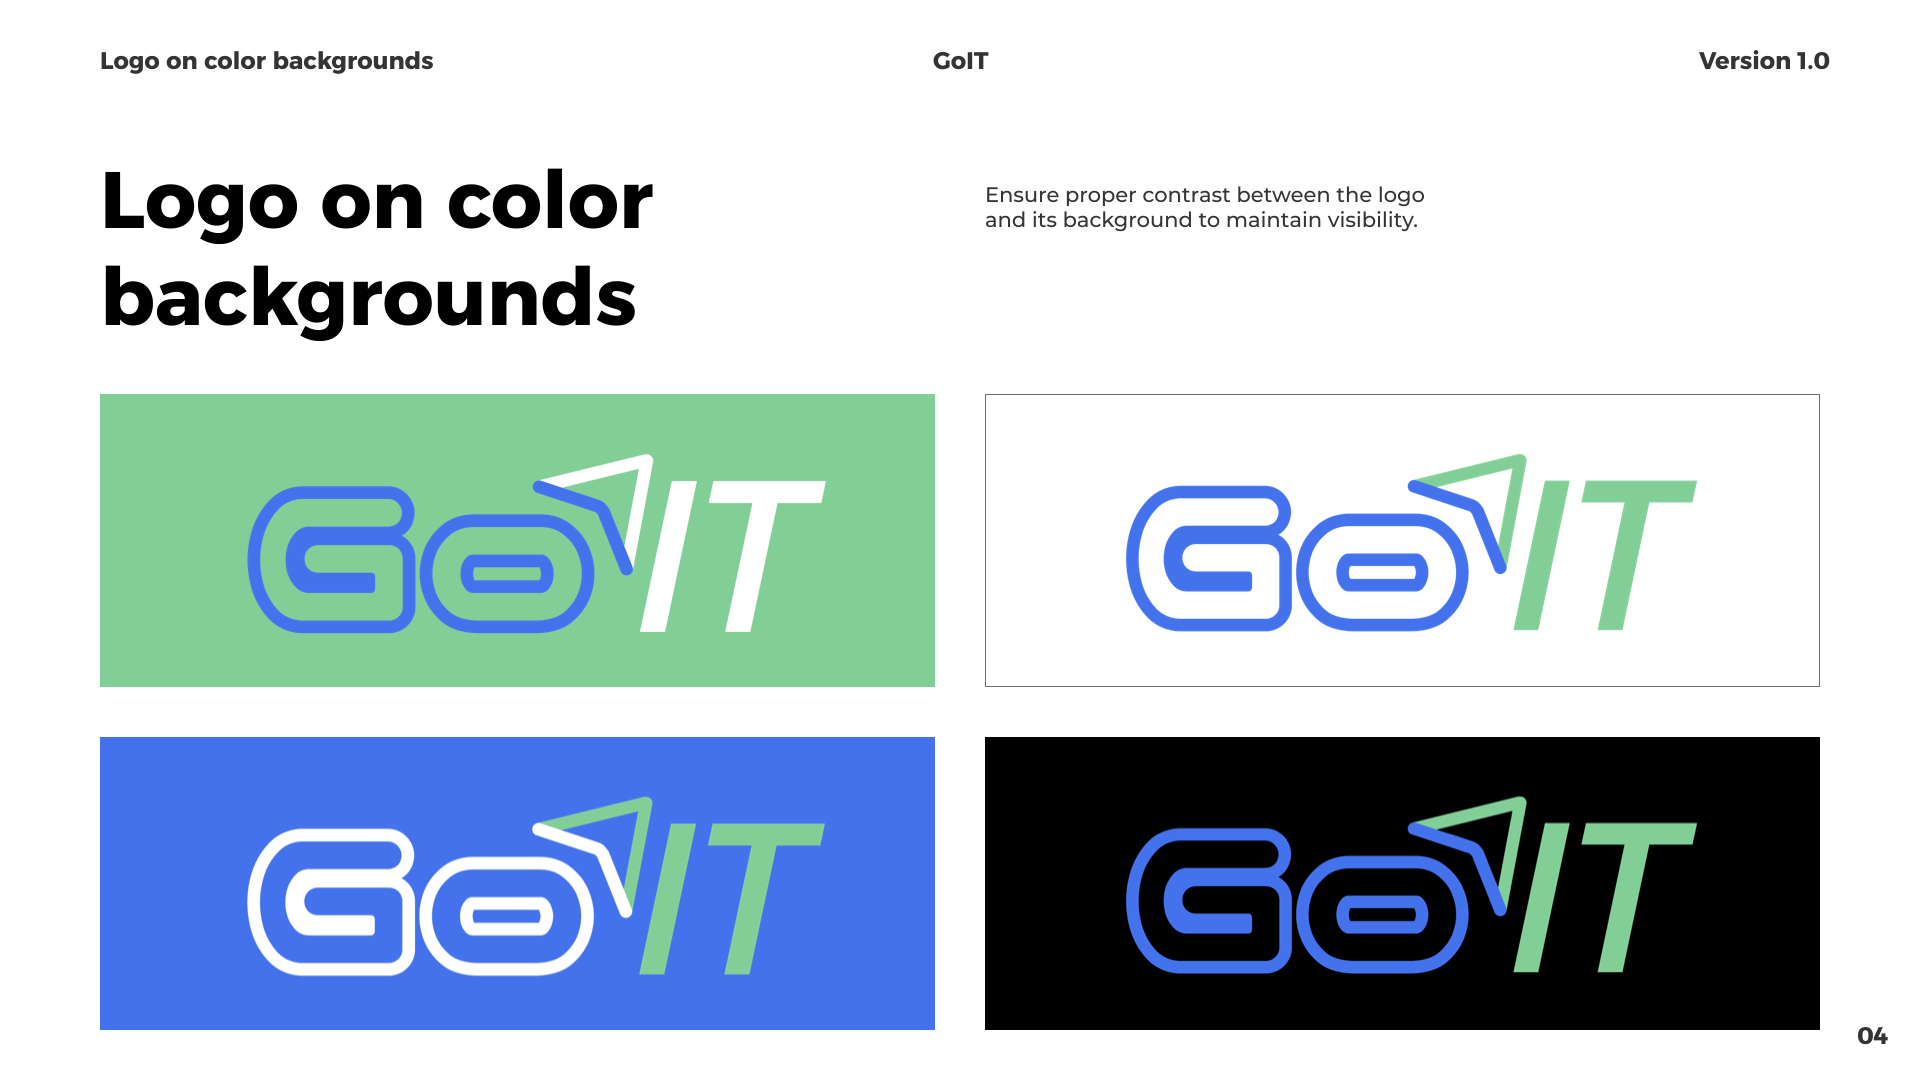 Logo on color backgrounds
GoIT
Version 1.0
Logo on color
backgrounds
Ensure proper contrast between the logo
and its background to maintain visibility.
GoIT
GoIT
GoIT
GoIT
04